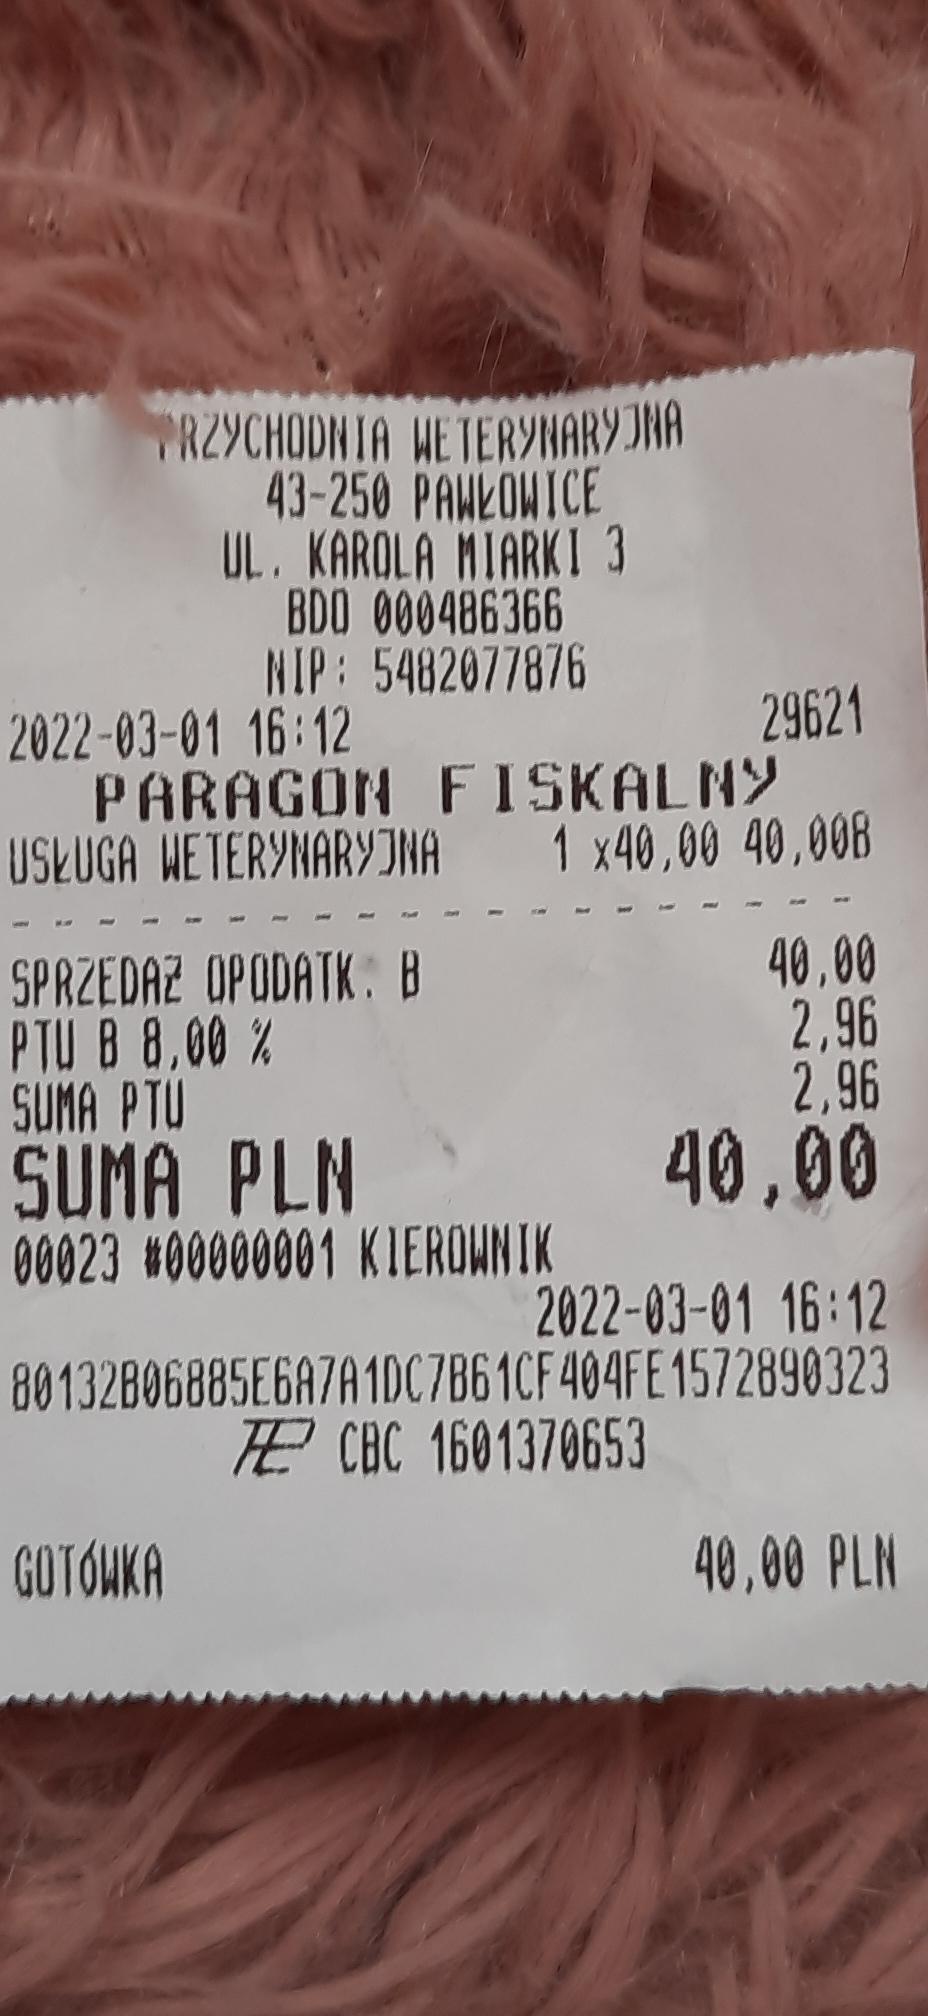 PRZYCHODNIA WETERYNARYJNA
43-250 PAWŁOWICE
UL. KAROLA MIARKI 3
BDO 000486366
NIP: 5482077876
2022-03-01 16:12 29621
PARAGON FISKALNY
USŁUGA WETERYNARYJNA 1 x40,00 40,00B
SPRZEDAŻ OPODATK. B 40,00
PTU B 8,00 % 2,96
SUMA PTU 2,96
SUMA PLN 40,00
00023 #00000001 KIEROWNIK
2022-03-01 16:12
80132B06885E6A7A1DC7B61CF404FE1572890323
CBC 1601370653
GOTÓWKA 40,00 PLN